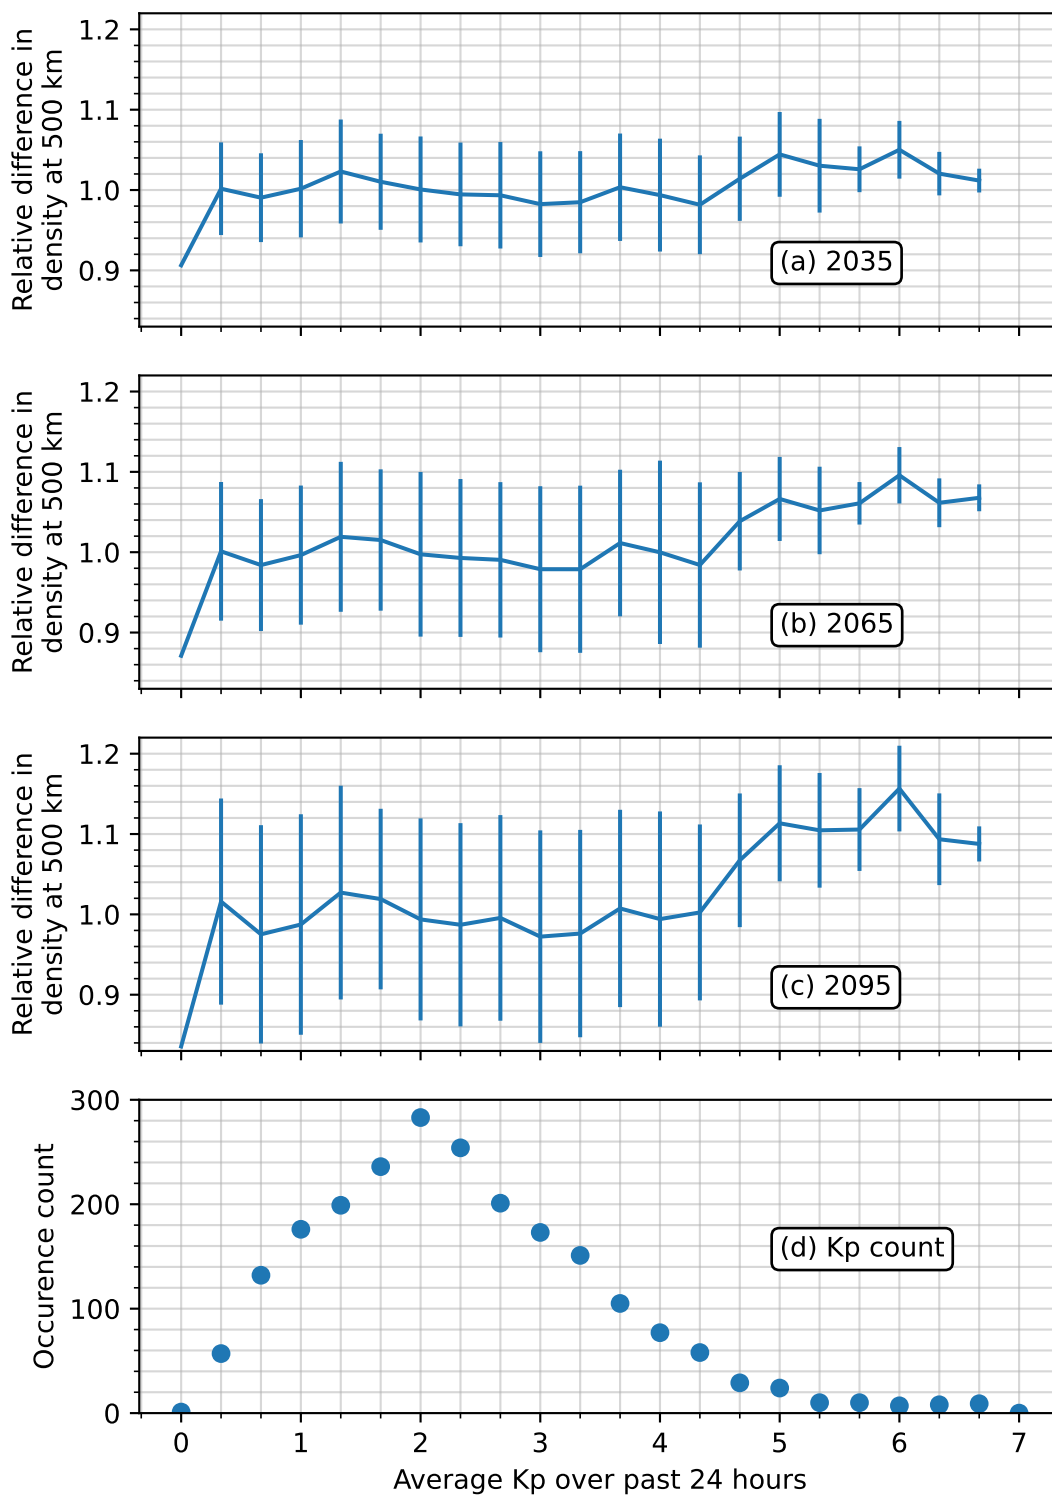 Relative difference in
density at 500 km
1.2
1.1
1.0
0.9
(a) 2035
Relative difference in
density at 500 km
1.2
1.1
1.0
0.9
(b) 2065
Relative difference in
density at 500 km
1.2
1.1
1.0
0.9
(c) 2095
Occurence count
300
200
100
0
(d) Kp count
0 1 2 3 4 5 6 7
Average Kp over past 24 hours